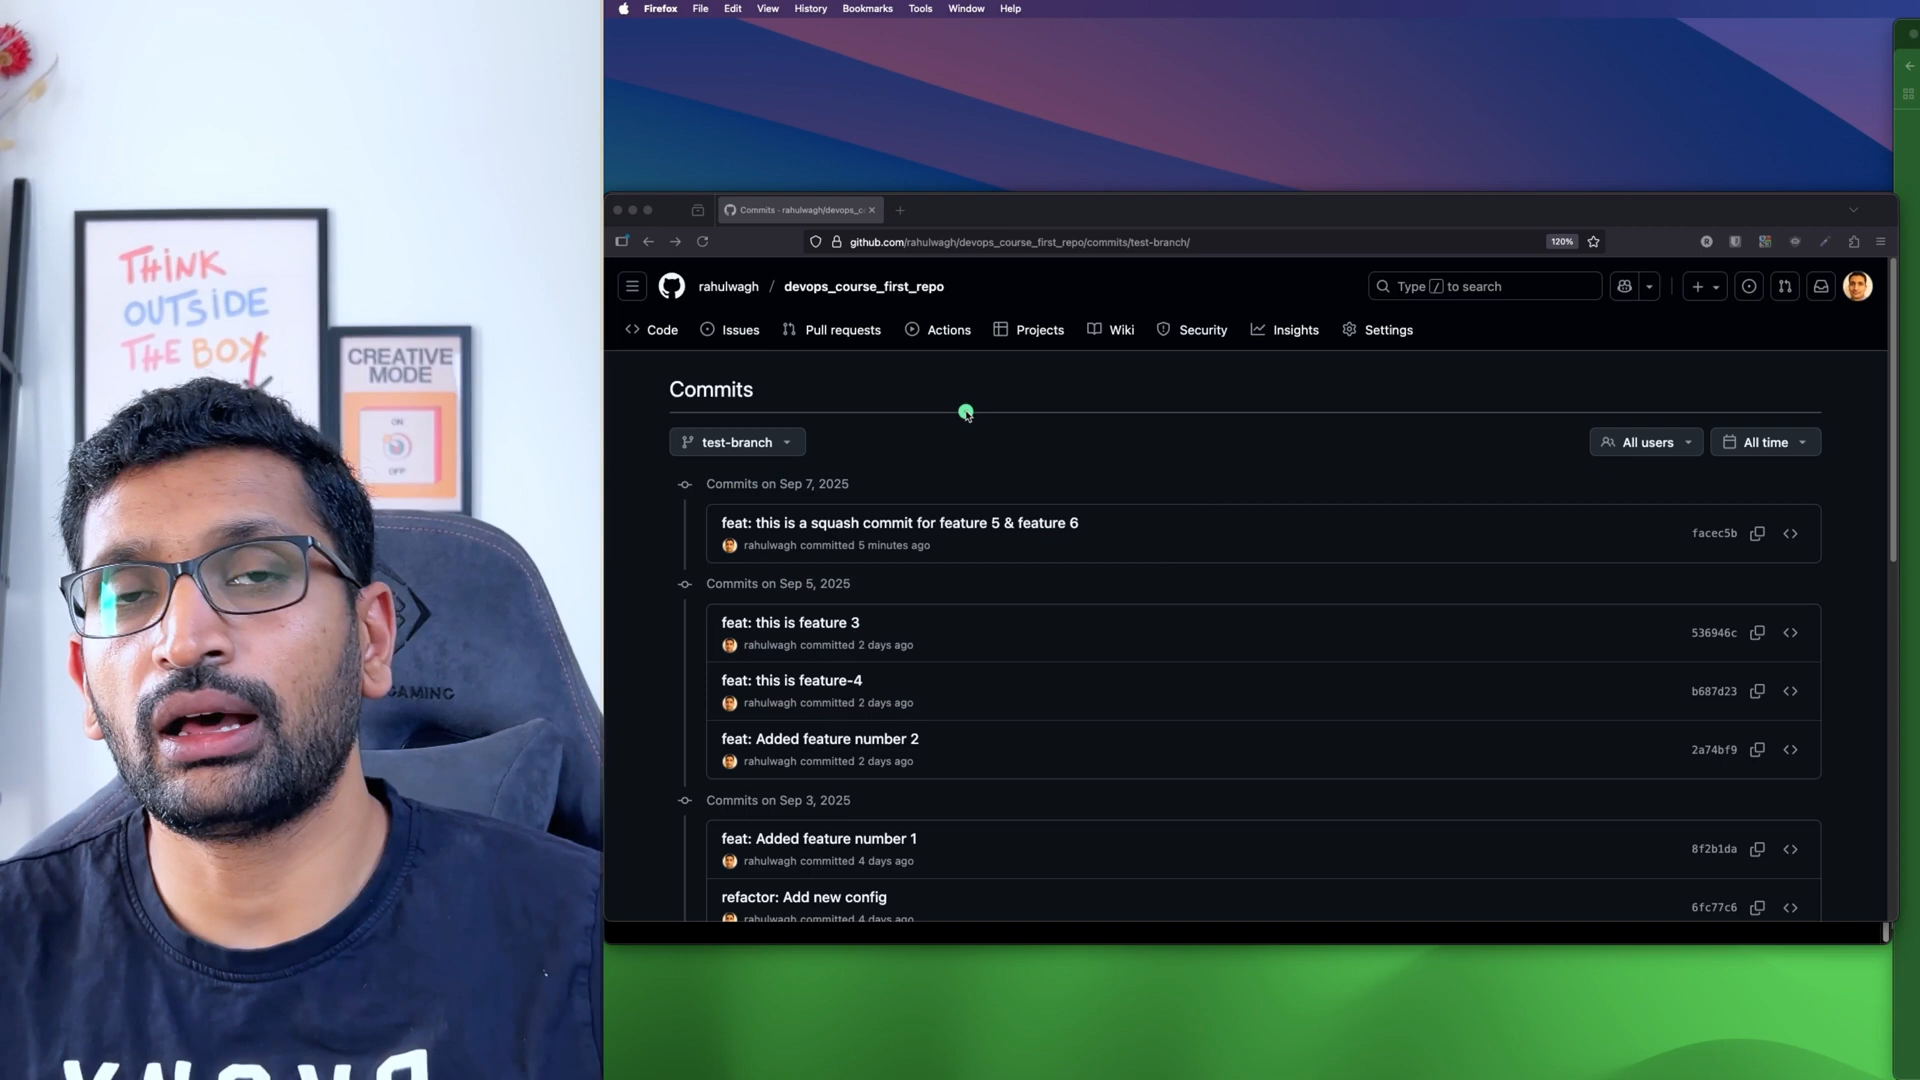 THINK
OUTSIDE
THE BOX
CREATIVE
MODE
ON
OFF
GAMING
Firefox File Edit View History Bookmarks Tools Window Help
Commits · rahulwagh/devops_c
github.com/rahulwagh/devops_course_first_repo/commits/test-branch/
120%
rahulwagh / devops_course_first_repo
Type / to search
Code Issues Pull requests Actions Projects Wiki Security Insights Settings
Commits
test-branch
All users
All time
Commits on Sep 7, 2025
feat: this is a squash commit for feature 5 & feature 6
rahulwagh committed 5 minutes ago
facec5b
Commits on Sep 5, 2025
feat: this is feature 3
rahulwagh committed 2 days ago
536946c
feat: this is feature-4
rahulwagh committed 2 days ago
b687d23
feat: Added feature number 2
rahulwagh committed 2 days ago
2a74bf9
Commits on Sep 3, 2025
feat: Added feature number 1
rahulwagh committed 4 days ago
8f2b1da
refactor: Add new config
rahulwagh committed 4 days ago
6fc77c6